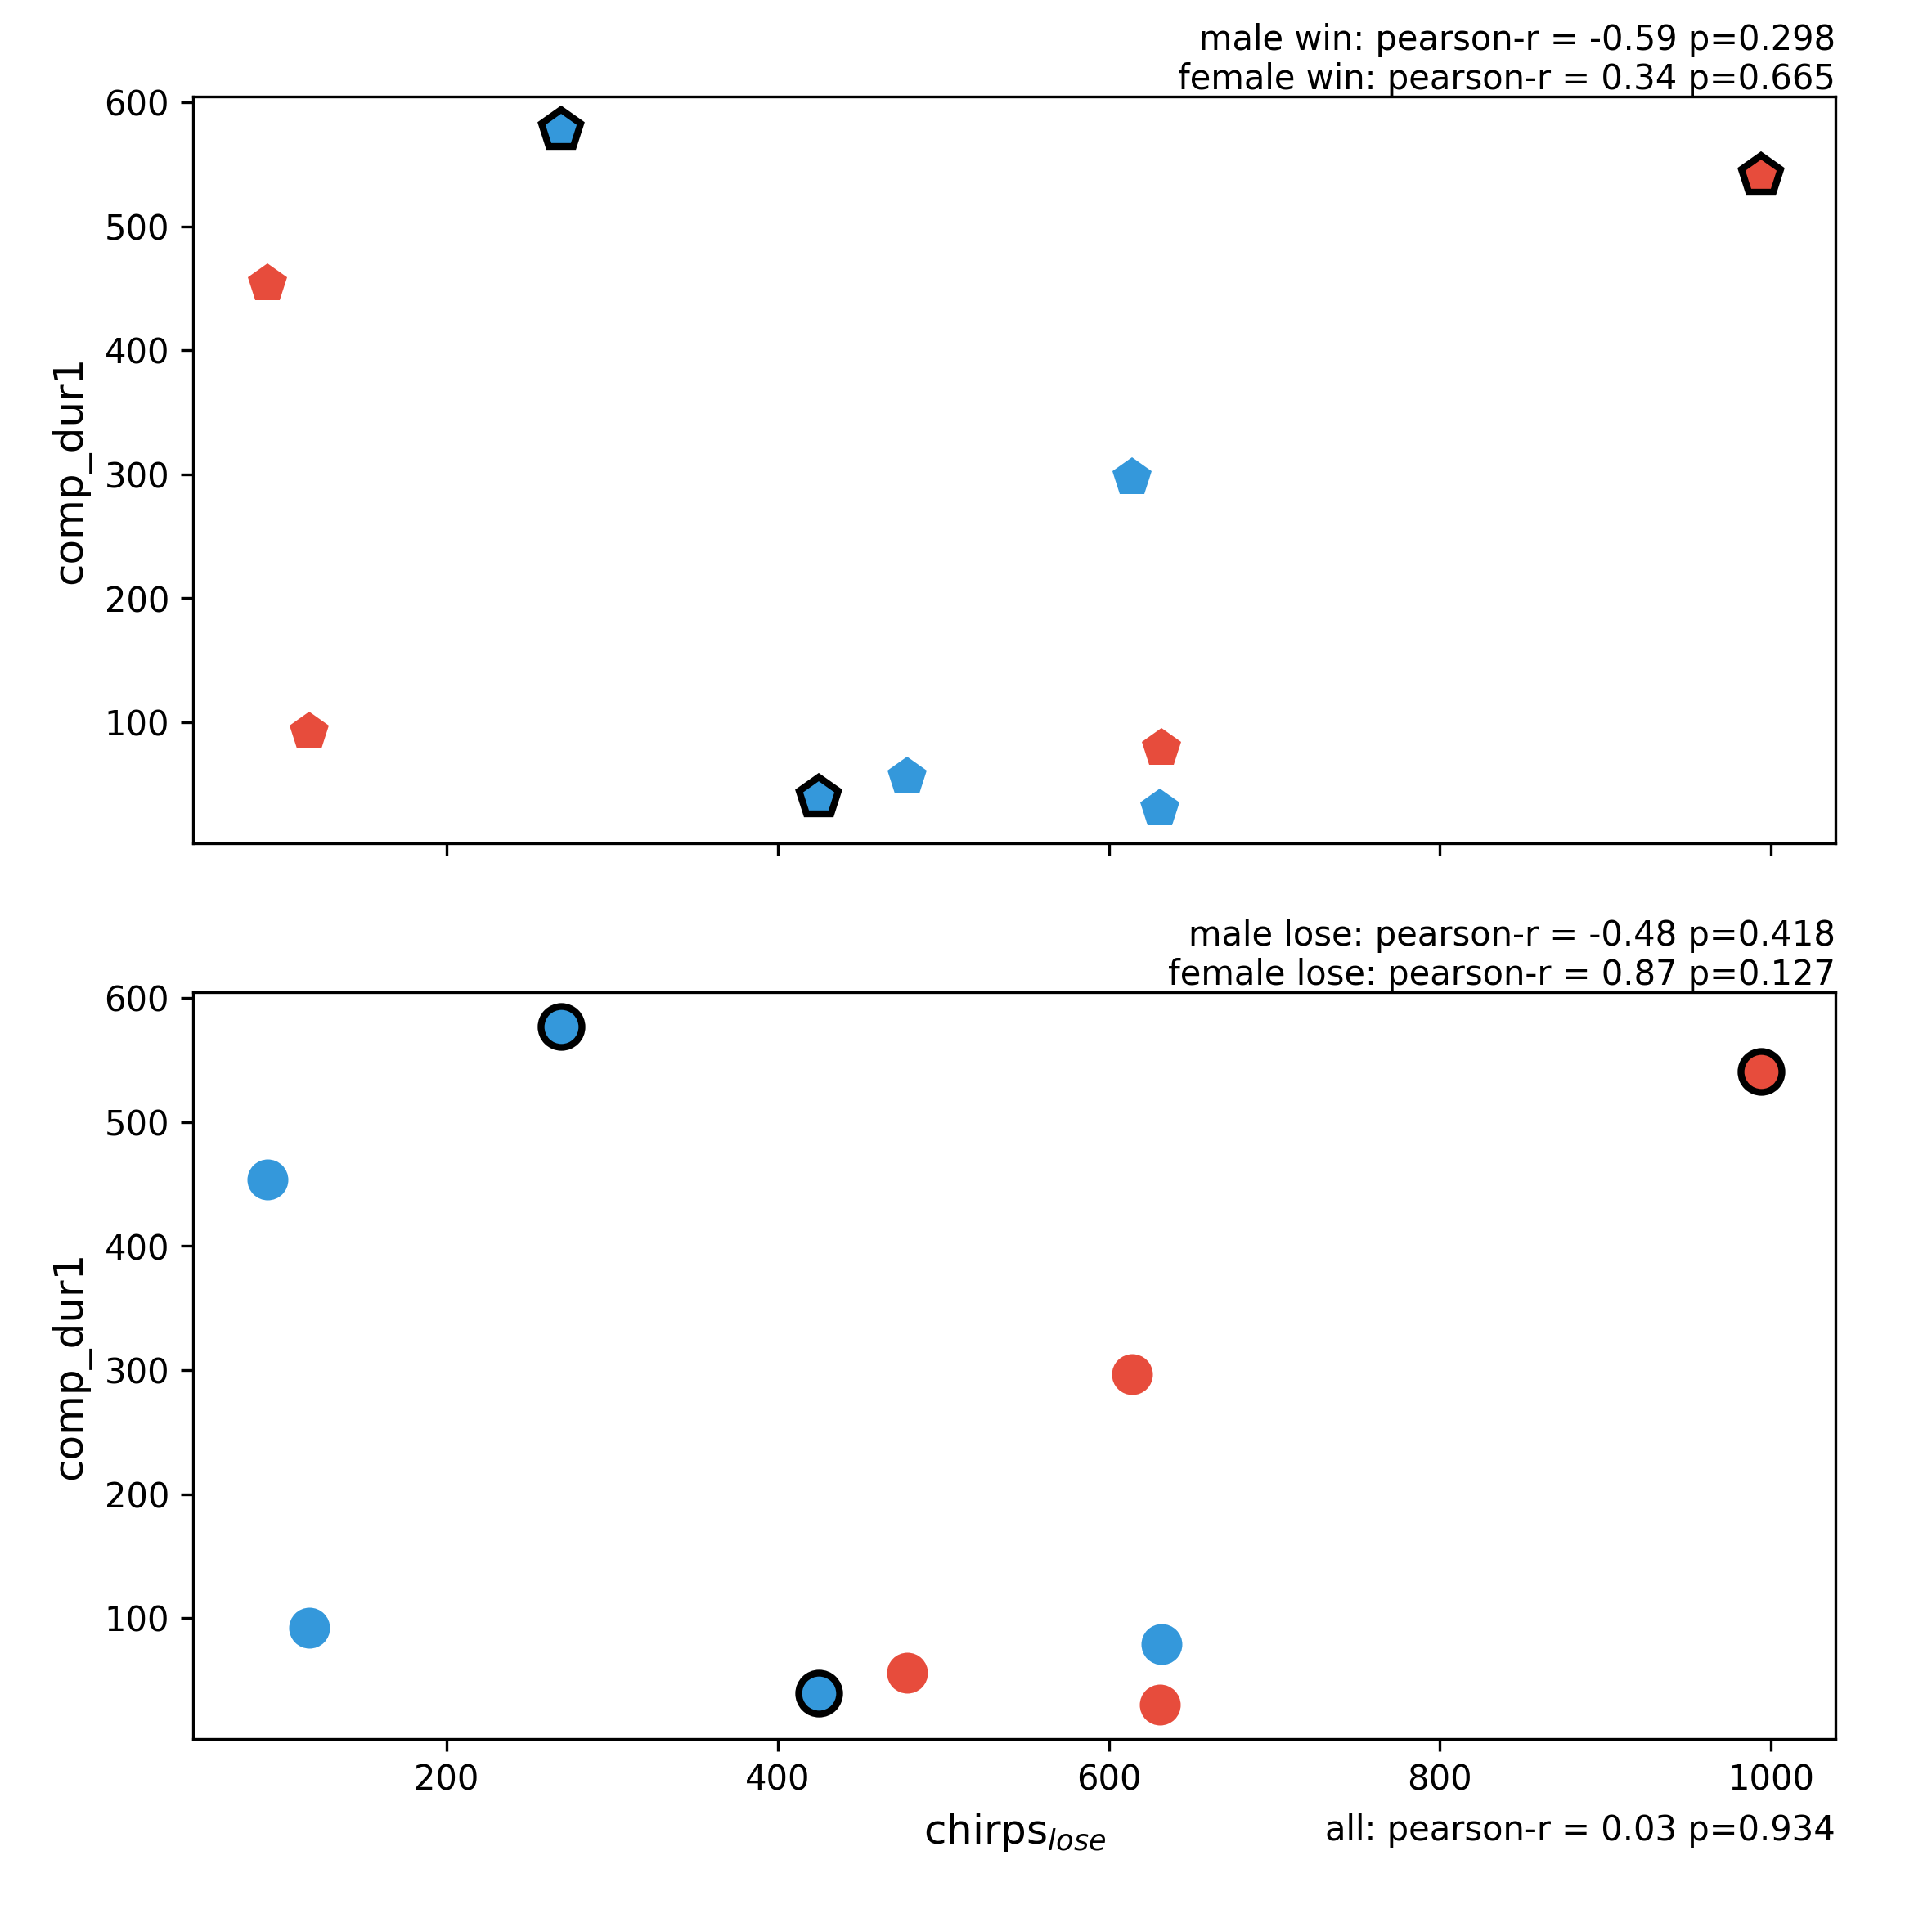 male win: pearson-r = -0.59 p=0.298
female win: pearson-r = 0.34 p=0.665
600
500
400
300
200
100
comp_dur1
male lose: pearson-r = -0.48 p=0.418
female lose: pearson-r = 0.87 p=0.127
600
500
400
300
200
100
comp_dur1
200 400 600 800 1000
chirps_lose
all: pearson-r = 0.03 p=0.934